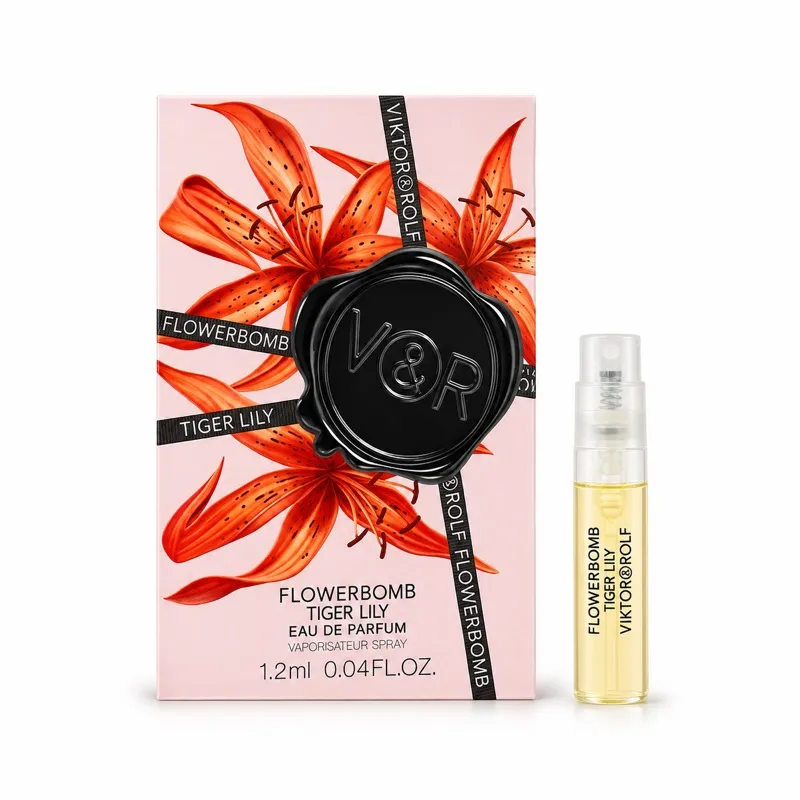 VIKTOR&ROLF
FLOWERBOMB
TIGER LILY
V&R
&ROLF FLOWERBOMB
FLOWERBOMB
TIGER LILY
EAU DE PARFUM
VAPORISATEUR SPRAY
1.2ml 0.04FL.OZ.
FLOWERBOMB
TIGER LILY
VIKTOR&ROLF